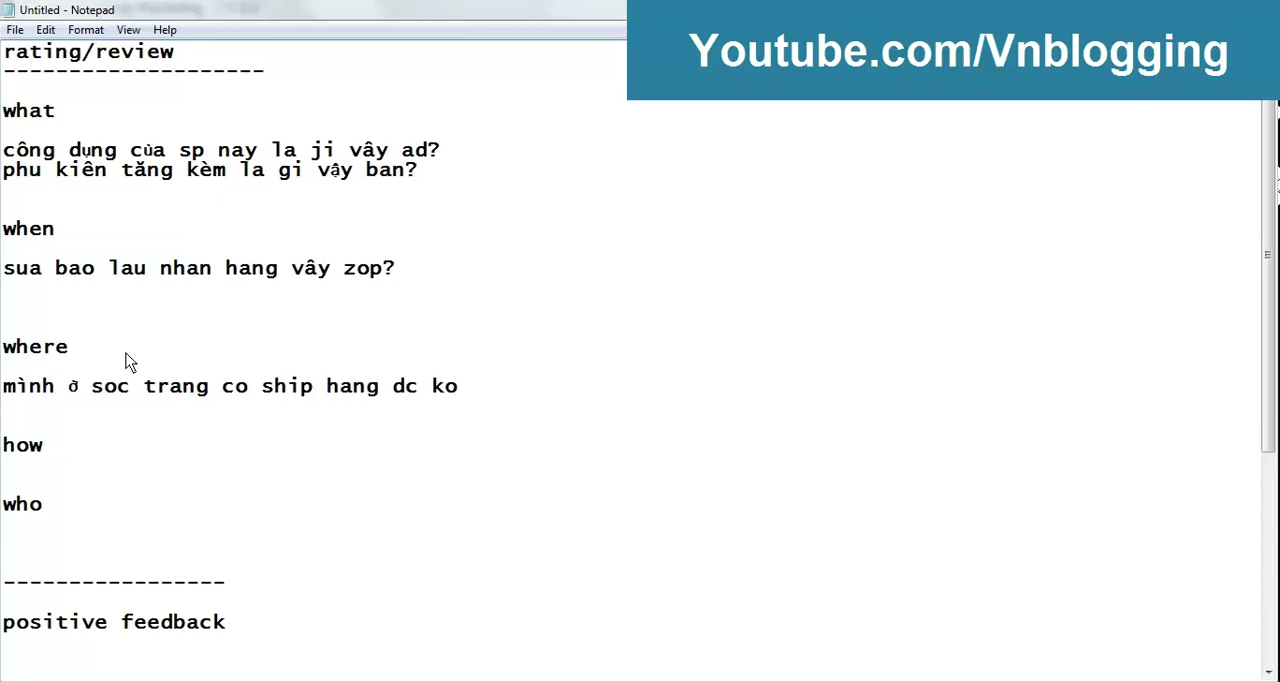 Untitled - Notepad
File Edit Format View Help
Youtube.com/Vnblogging
rating/review
--------------------
what
công dụng của sp nay la ji vây ad?
phu kiên tăng kèm la gi vậy ban?
when
sua bao lau nhan hang vây zop?
where
mình ở soc trang co ship hang dc ko
how
who
-----------------
positive feedback